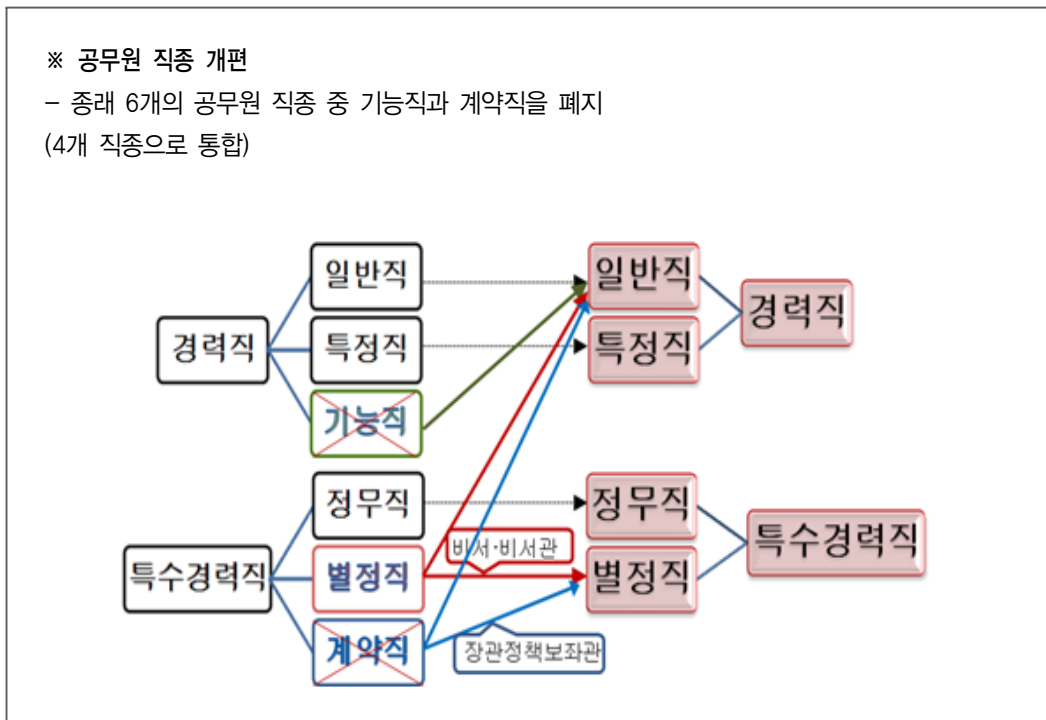 ※ 공무원 직종 개편
- 종래 6개의 공무원 직종 중 기능직과 계약직을 폐지
(4개 직종으로 통합)
일반직
일반직
경력직
경력직
특정직
특정직
기능직
정무직
정무직
특수경력직
비서·비서관
특수경력직
별정직
별정직
계약직
장관정책보좌관